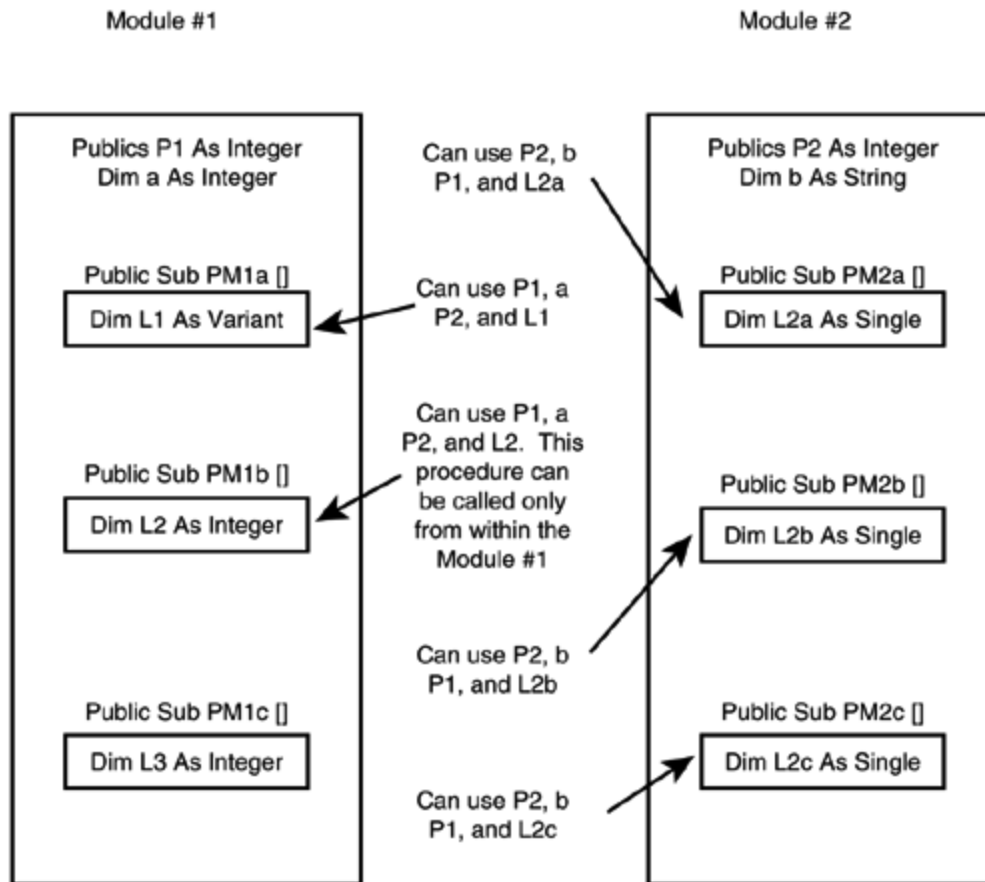 Module #1
Module #2
Publics P1 As Integer
Dim a As Integer
Public Sub PM1a []
Dim L1 As Variant
Public Sub PM1b []
Dim L2 As Integer
Public Sub PM1c []
Dim L3 As Integer
Can use P2, b
P1, and L2a
Can use P1, a
P2, and L1
Can use P1, a
P2, and L2. This
procedure can
be called only
from within the
Module #1
Can use P2, b
P1, and L2b
Can use P2, b
P1, and L2c
Publics P2 As Integer
Dim b As String
Public Sub PM2a []
Dim L2a As Single
Public Sub PM2b []
Dim L2b As Single
Public Sub PM2c []
Dim L2c As Single